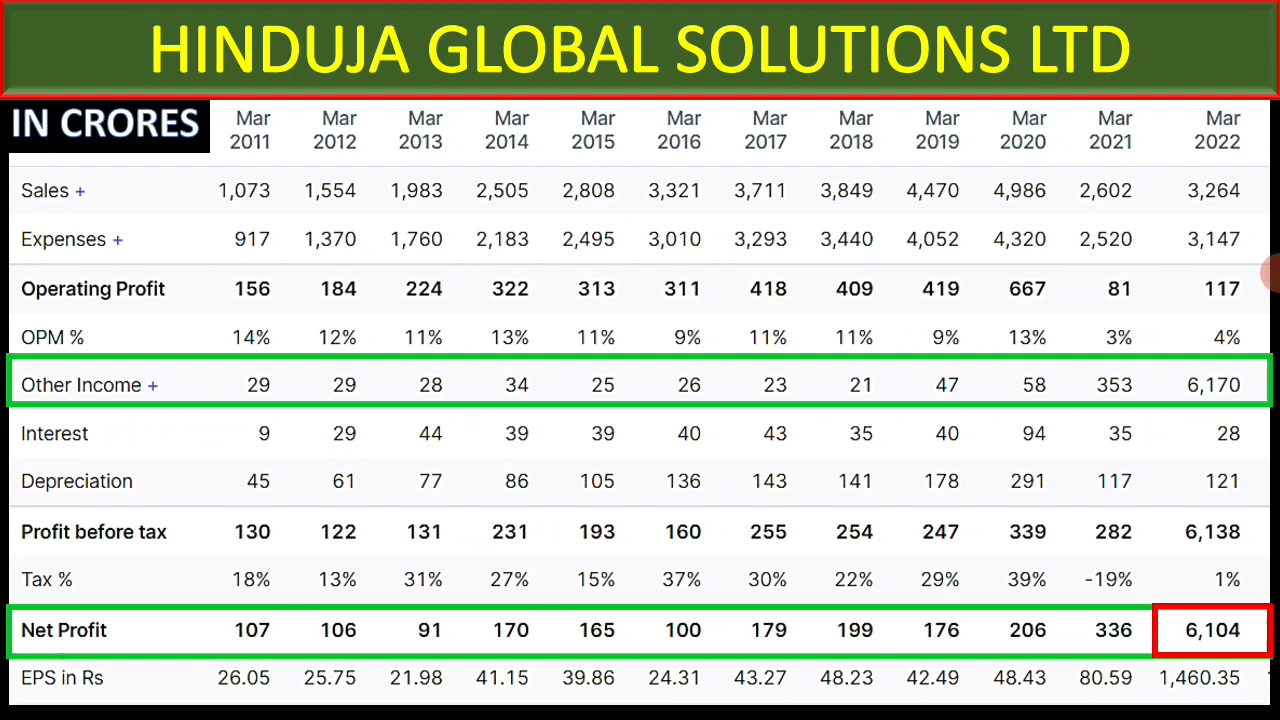 HINDUJA GLOBAL SOLUTIONS LTD
IN CRORES Mar 2011 Mar 2012 Mar 2013 Mar 2014 Mar 2015 Mar 2016 Mar 2017 Mar 2018 Mar 2019 Mar 2020 Mar 2021 Mar 2022
Sales + 1,073 1,554 1,983 2,505 2,808 3,321 3,711 3,849 4,470 4,986 2,602 3,264
Expenses + 917 1,370 1,760 2,183 2,495 3,010 3,293 3,440 4,052 4,320 2,520 3,147
Operating Profit 156 184 224 322 313 311 418 409 419 667 81 117
OPM % 14% 12% 11% 13% 11% 9% 11% 11% 9% 13% 3% 4%
Other Income + 29 29 28 34 25 26 23 21 47 58 353 6,170
Interest 9 29 44 39 39 40 43 35 40 94 35 28
Depreciation 45 61 77 86 105 136 143 141 178 291 117 121
Profit before tax 130 122 131 231 193 160 255 254 247 339 282 6,138
Tax % 18% 13% 31% 27% 15% 37% 30% 22% 29% 39% -19% 1%
Net Profit 107 106 91 170 165 100 179 199 176 206 336 6,104
EPS in Rs 26.05 25.75 21.98 41.15 39.86 24.31 43.27 48.23 42.49 48.43 80.59 1,460.35